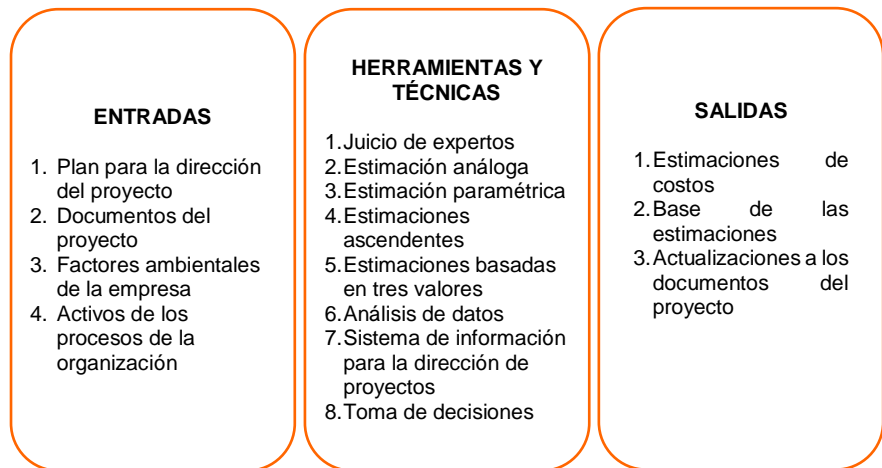 ENTRADAS
1. Plan para la dirección
del proyecto
2. Documentos del
proyecto
3. Factores ambientales
de la empresa
4. Activos de los
procesos de la
organización
HERRAMIENTAS Y
TÉCNICAS
1.Juicio de expertos
2.Estimación análoga
3.Estimación paramétrica
4.Estimaciones
ascendentes
5.Estimaciones basadas
en tres valores
6.Análisis de datos
7.Sistema de información
para la dirección de
proyectos
8.Toma de decisiones
SALIDAS
1.Estimaciones de
costos
2.Base de las
estimaciones
3.Actualizaciones a los
documentos del
proyecto